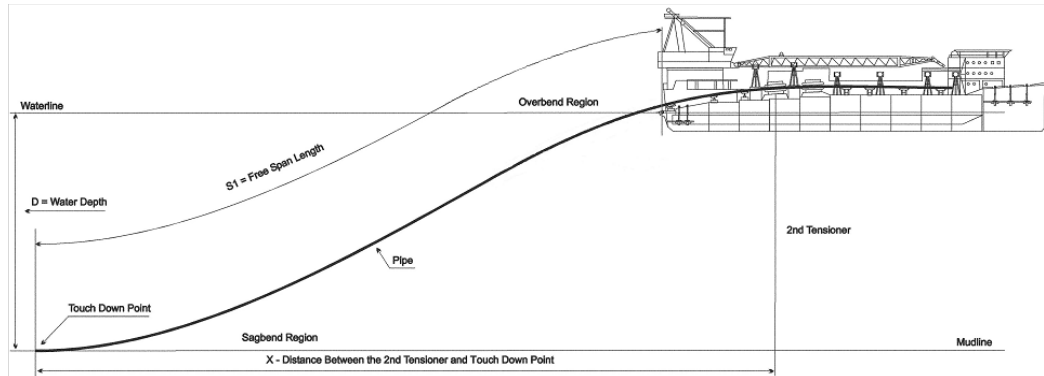 Waterline
Overbend Region
S1 = Free Span Length
D = Water Depth
2nd Tensioner
Pipe
Touch Down Point
Sagbend Region
Mudline
X - Distance Between the 2nd Tensioner and Touch Down Point